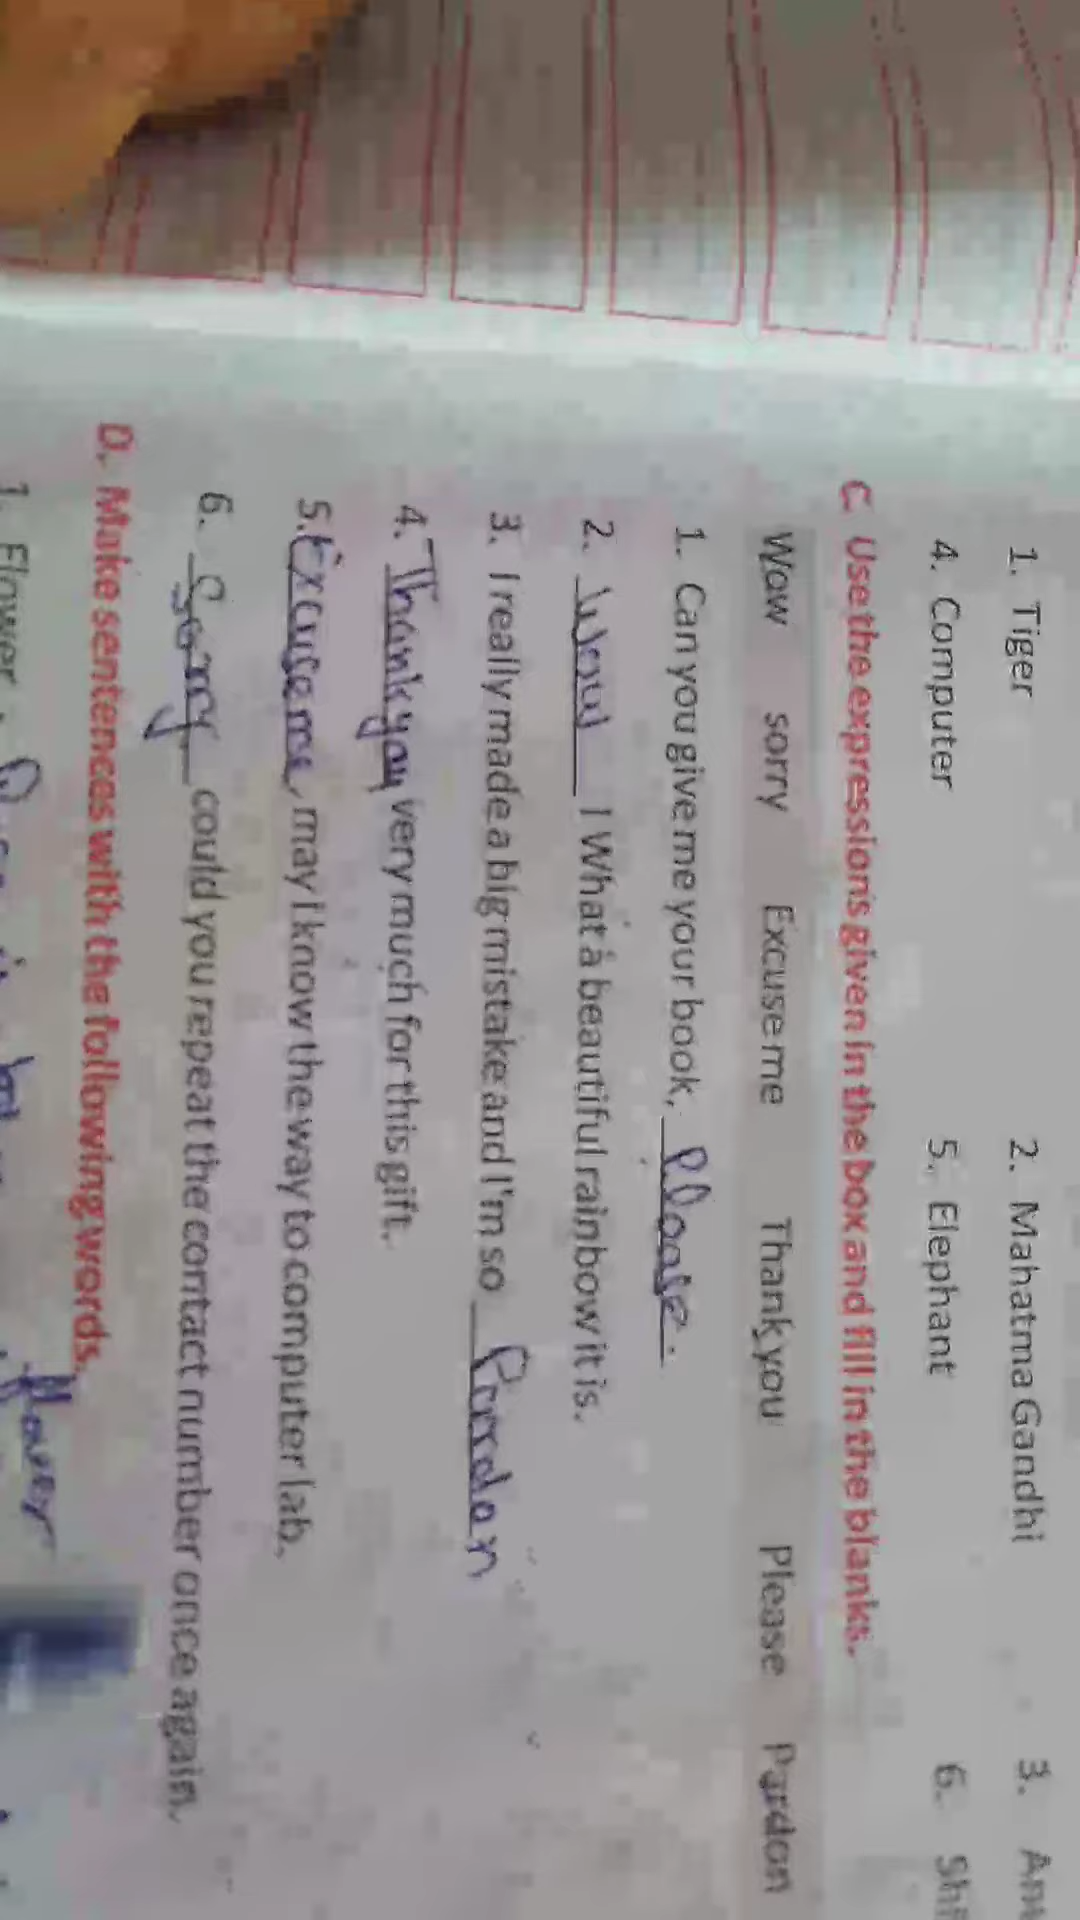 1. Tiger 2. Mahatma Gandhi 3.
4. Computer 5. Elephant 6.
C. Use the expressions given in the box and fill in the blanks.
Wow sorry Excuse me Thank you Please Pardon
1. Can you give me your book, Please.
2. I What a beautiful rainbow it is.
3. I really made a big mistake and I'm so Pardon
4. Thank you very much for this gift.
5. Excuse me, may I know the way to computer lab.
6. Sorry could you repeat the contact number once again.
D. Make sentences with the following words.
1. Flower